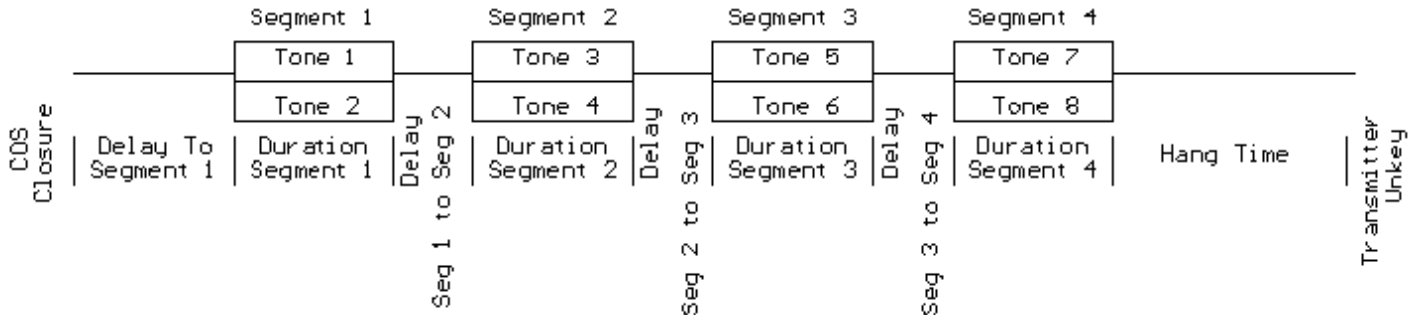 Segment 1
Segment 2
Segment 3
Segment 4
Tone 1
Tone 3
Tone 5
Tone 7
Tone 2
Tone 4
Tone 6
Tone 8
COS
Closure
Delay To
Segment 1
Duration
Segment 1
Delay
Seg 1 to Seg 2
Duration
Segment 2
Delay
Seg 2 to Seg 3
Duration
Segment 3
Delay
Seg 3 to Seg 4
Duration
Segment 4
Hang Time
Transmitter
Unkey